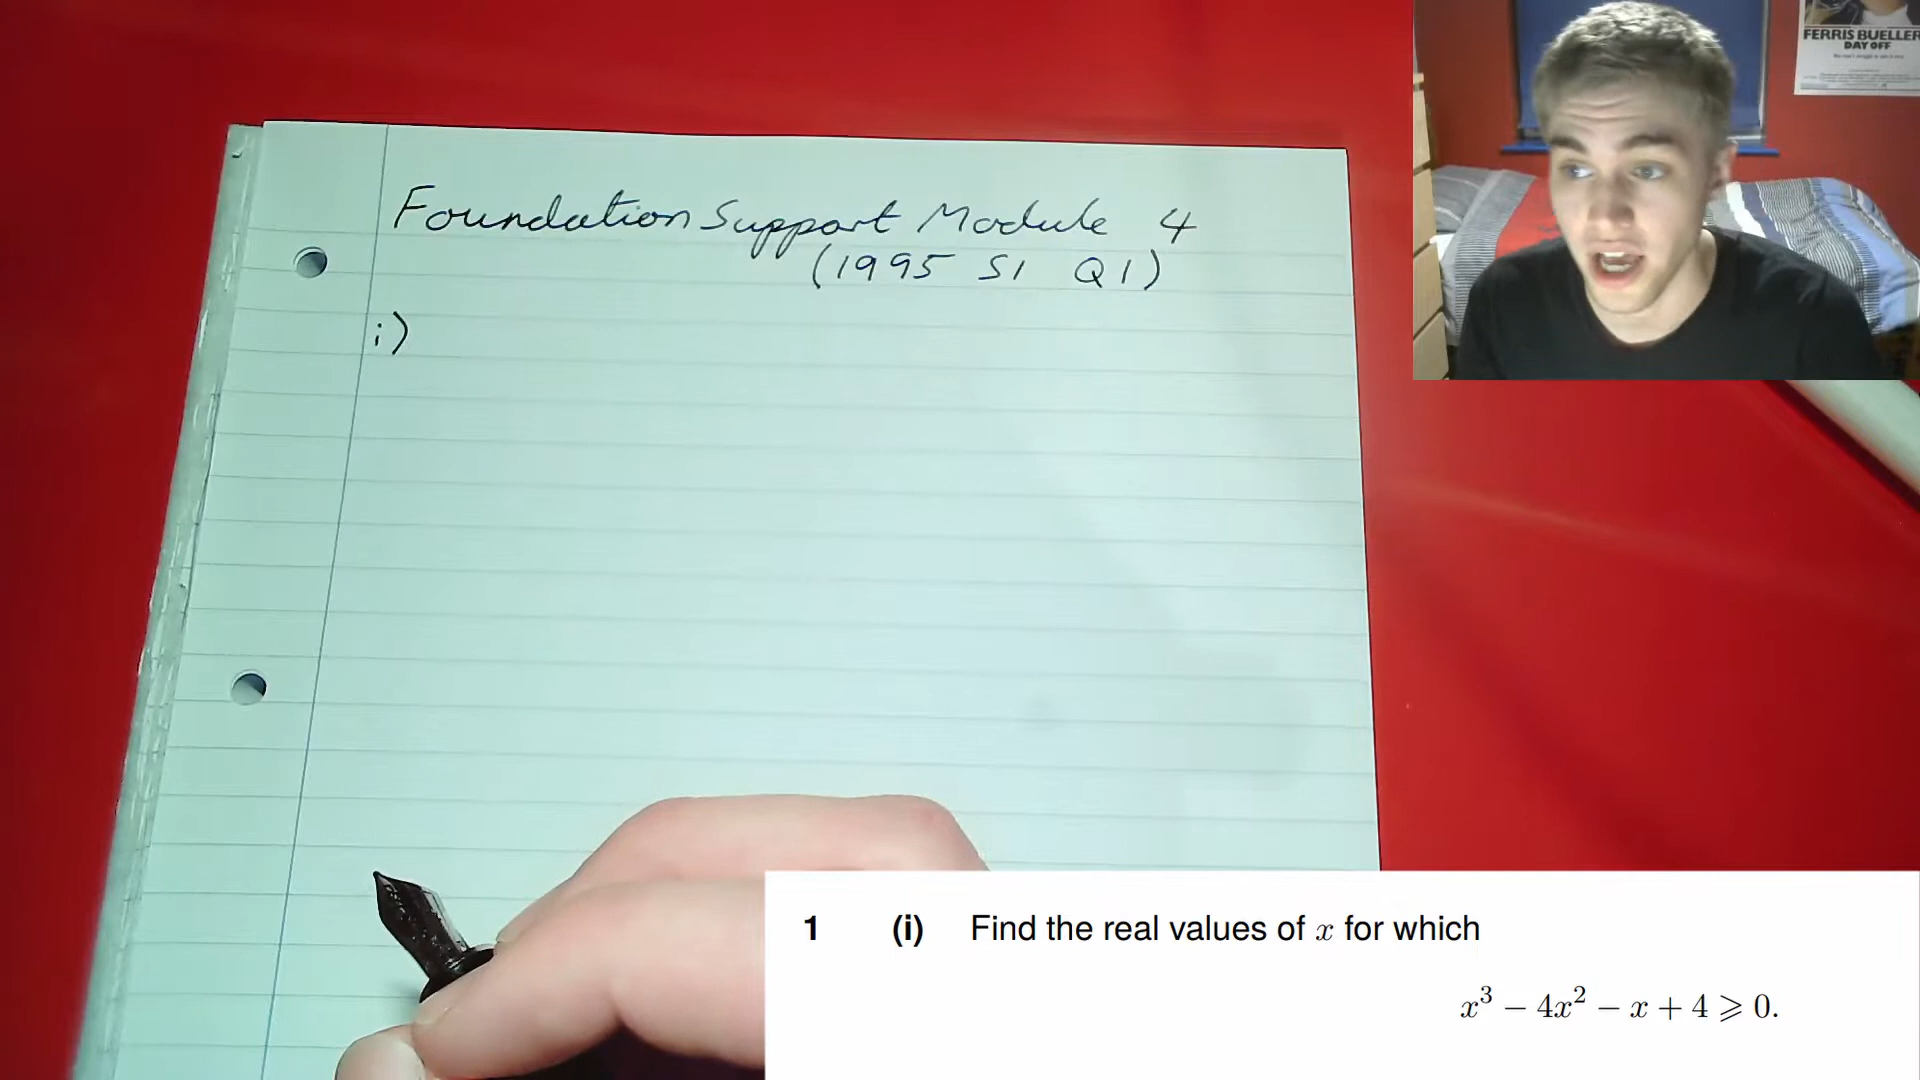 Foundation Support Module 4
(1995 S1 Q1)
i)
FERRIS BUELLER
DAY OFF
1 (i) Find the real values of x for which
x³ − 4x² − x + 4 ⩾ 0.